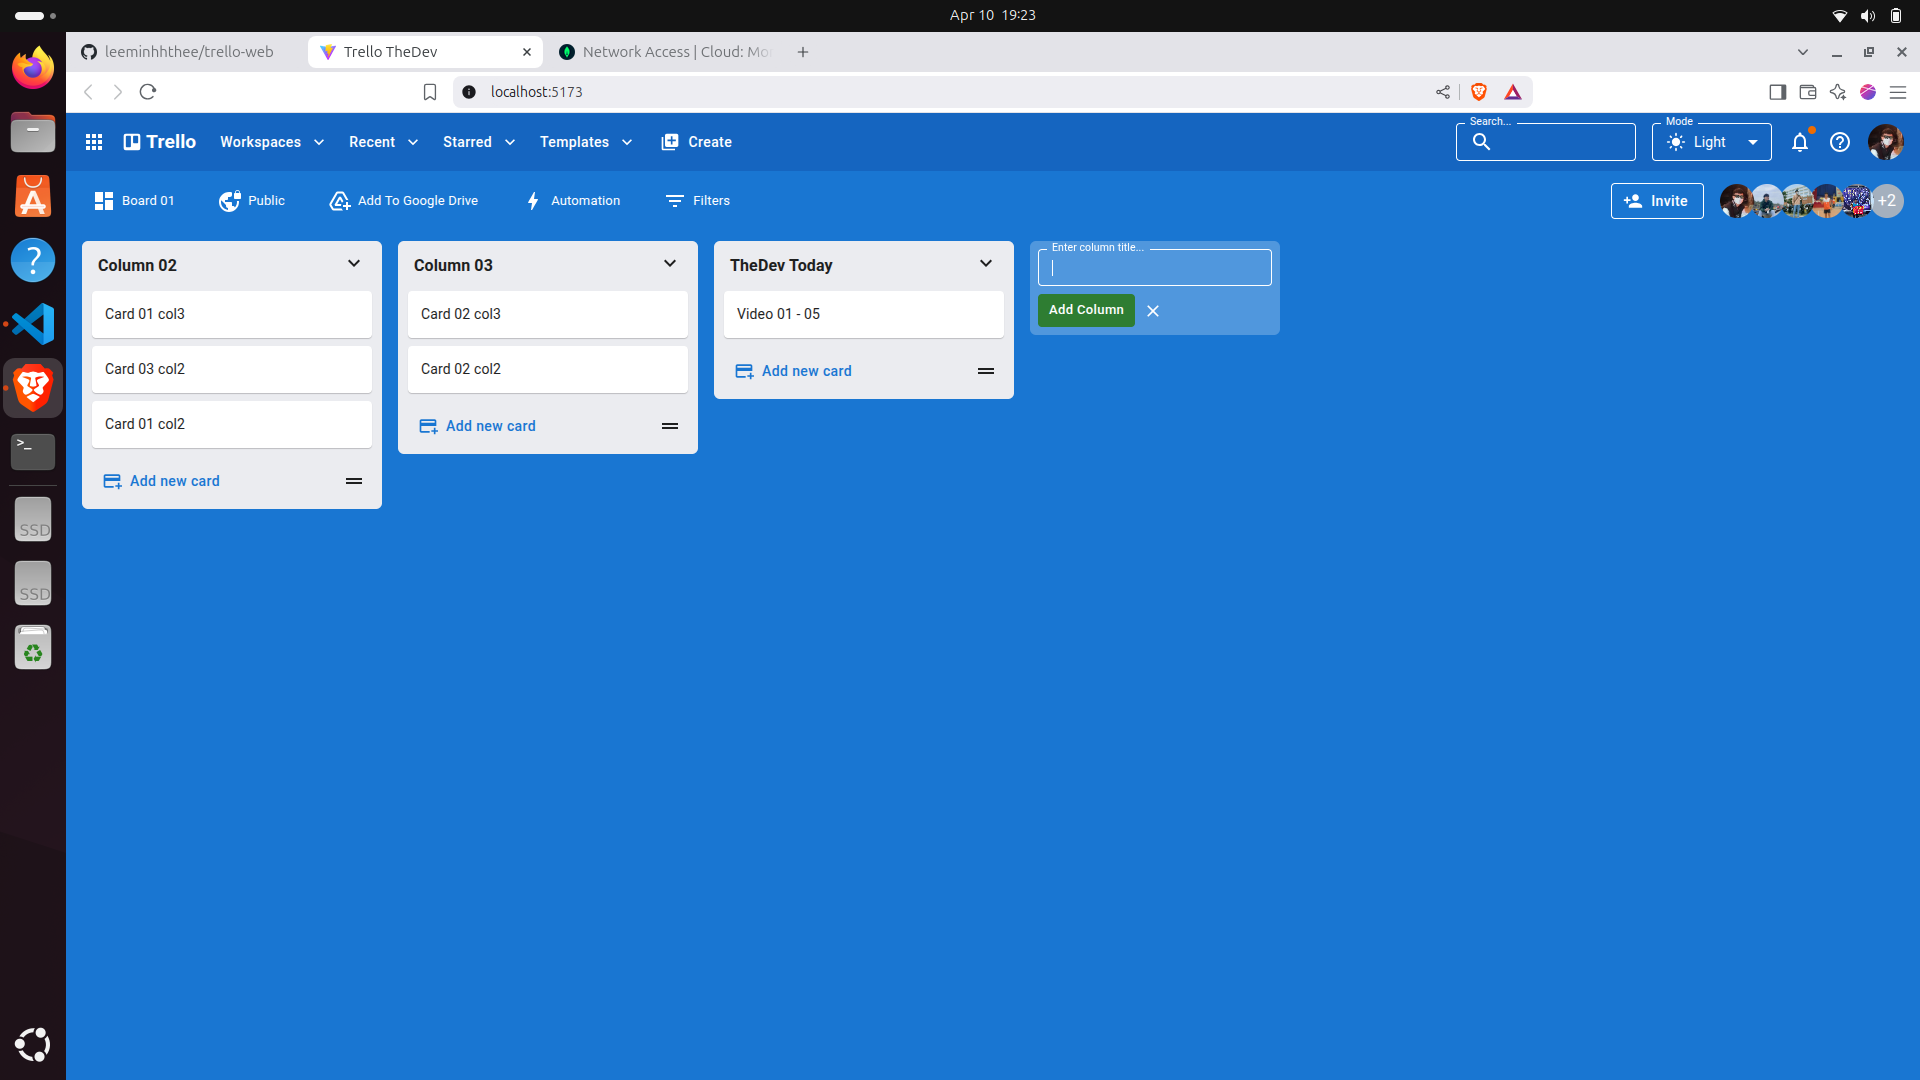 Apr 10 19:23
leeminhhthee/trello-web
Trello TheDev
Network Access | Cloud: Mo
localhost:5173
Trello
Workspaces
Recent
Starred
Templates
Create
Search...
Mode
Light
Board 01
Public
Add To Google Drive
Automation
Filters
Invite
+2
Column 02
Card 01 col3
Card 03 col2
Card 01 col2
Add new card
Column 03
Card 02 col3
Card 02 col2
Add new card
TheDev Today
Video 01 - 05
Add new card
Enter column title...
Add Column
>_
SSD
SSD